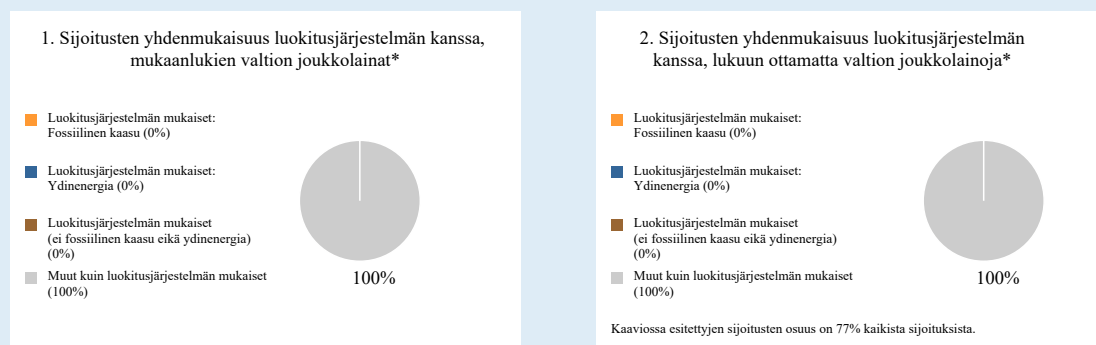 1. Sijoitusten yhdenmukaisuus luokitusjärjestelmän kanssa,
mukaanlukien valtion joukkolainat*
Luokitusjärjestelmän mukaiset:
Fossiilinen kaasu (0%)
Luokitusjärjestelmän mukaiset:
Ydinenergia (0%)
Luokitusjärjestelmän mukaiset
(ei fossiilinen kaasu eikä ydinenergia)
(0%)
Muut kuin luokitusjärjestelmän mukaiset
(100%)
100%
2. Sijoitusten yhdenmukaisuus luokitusjärjestelmän
kanssa, lukuun ottamatta valtion joukkolainoja*
Luokitusjärjestelmän mukaiset:
Fossiilinen kaasu (0%)
Luokitusjärjestelmän mukaiset:
Ydinenergia (0%)
Luokitusjärjestelmän mukaiset
(ei fossiilinen kaasu eikä ydinenergia)
(0%)
Muut kuin luokitusjärjestelmän mukaiset
(100%)
100%
Kaaviossa esitettyjen sijoitusten osuus on 77% kaikista sijoituksista.